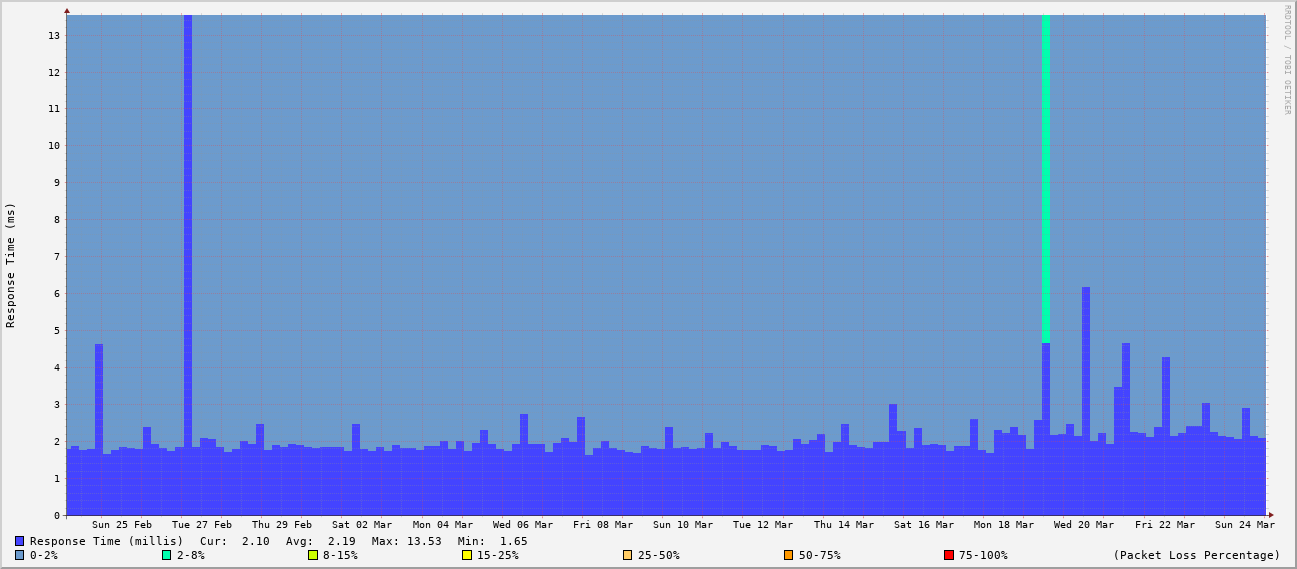 RRDTOOL / TOBI OETIKER
Response Time (ms)
13
12
11
10
9
8
7
6
5
4
3
2
1
0
Sun 25 Feb Tue 27 Feb Thu 29 Feb Sat 02 Mar Mon 04 Mar Wed 06 Mar Fri 08 Mar Sun 10 Mar Tue 12 Mar Thu 14 Mar Sat 16 Mar Mon 18 Mar Wed 20 Mar Fri 22 Mar Sun 24 Mar
Response Time (millis) Cur: 2.10 Avg: 2.19 Max: 13.53 Min: 1.65
0-2% 2-8% 8-15% 15-25% 25-50% 50-75% 75-100% (Packet Loss Percentage)